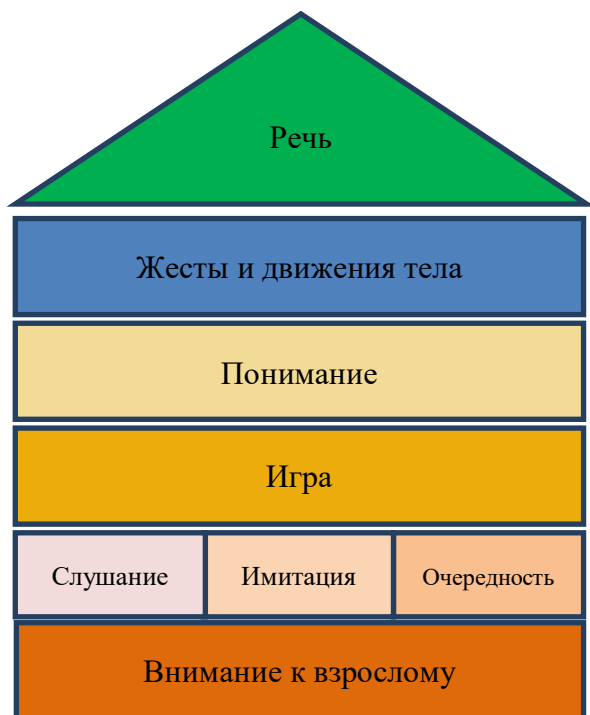 Речь
Жесты и движения тела
Понимание
Игра
Слушание
Имитация
Очередность
Внимание к взрослому